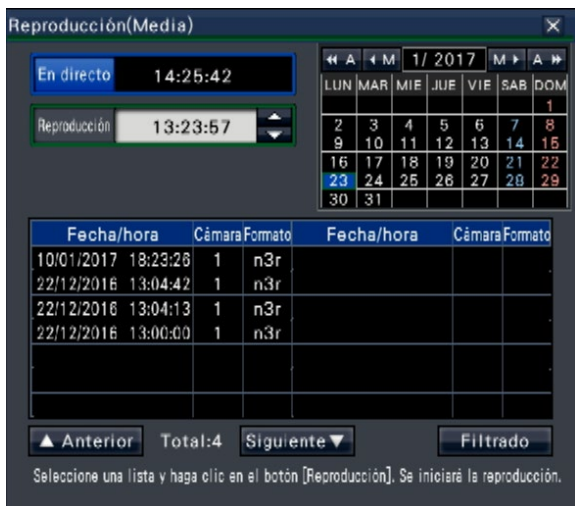 Reproducción(Media)
En directo 14:25:42
Reproducción 13:23:57
A M 1/ 2017 M A
LUN MAR MIE JUE VIE SAB DOM
1
2 3 4 5 6 7 8
9 10 11 12 13 14 15
16 17 18 19 20 21 22
23 24 25 26 27 28 29
30 31
Fecha/hora Cámara Formato Fecha/hora Cámara Formato
10/01/2017 18:23:26 1 n3r
22/12/2016 13:04:42 1 n3r
22/12/2016 13:04:13 1 n3r
22/12/2016 13:00:00 1 n3r
▲ Anterior Total:4 Siguiente▼ Filtrado
Seleccione una lista y haga clic en el botón [Reproducción]. Se iniciará la reproducción.